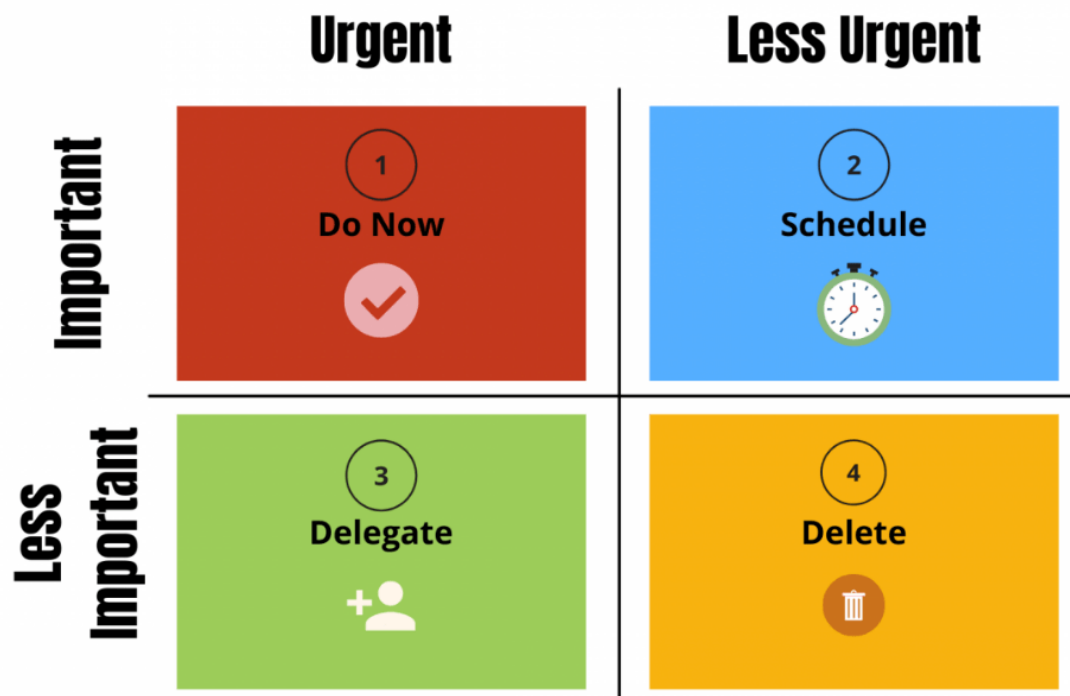 Urgent
Less Urgent
Important
1
Do Now
2
Schedule
Less
Important
3
Delegate
4
Delete